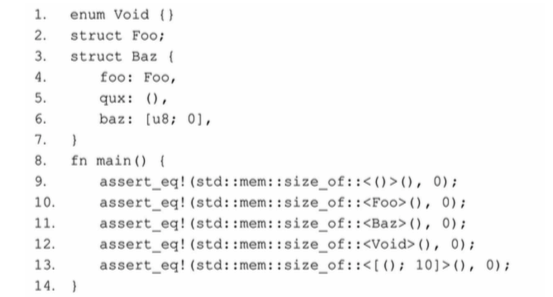 1. enum Void {}
2. struct Foo;
3. struct Baz {
4.     foo: Foo,
5.     qux: (),
6.     baz: [u8; 0],
7. }
8. fn main() {
9.     assert_eq!(std::mem::size_of::<()>(), 0);
10.     assert_eq!(std::mem::size_of::<Foo>(), 0);
11.     assert_eq!(std::mem::size_of::<Baz>(), 0);
12.     assert_eq!(std::mem::size_of::<Void>(), 0);
13.     assert_eq!(std::mem::size_of::<[(); 10]>(), 0);
14. }